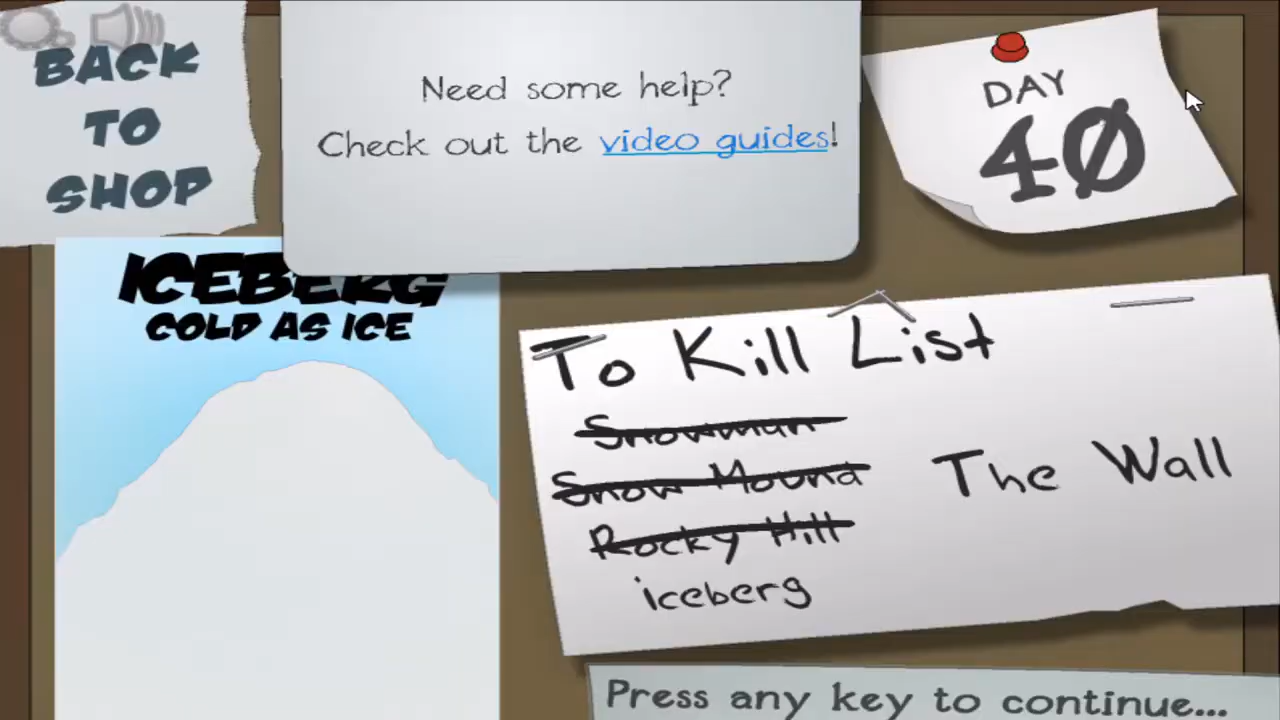 BACK
TO
SHOP
Need some help?
Check out the video guides!
DAY
40
ICEBERG
COLD AS ICE
To Kill List
Snowman
Snow Mound
Rocky Hill
iceberg
The Wall
Press any key to continue...